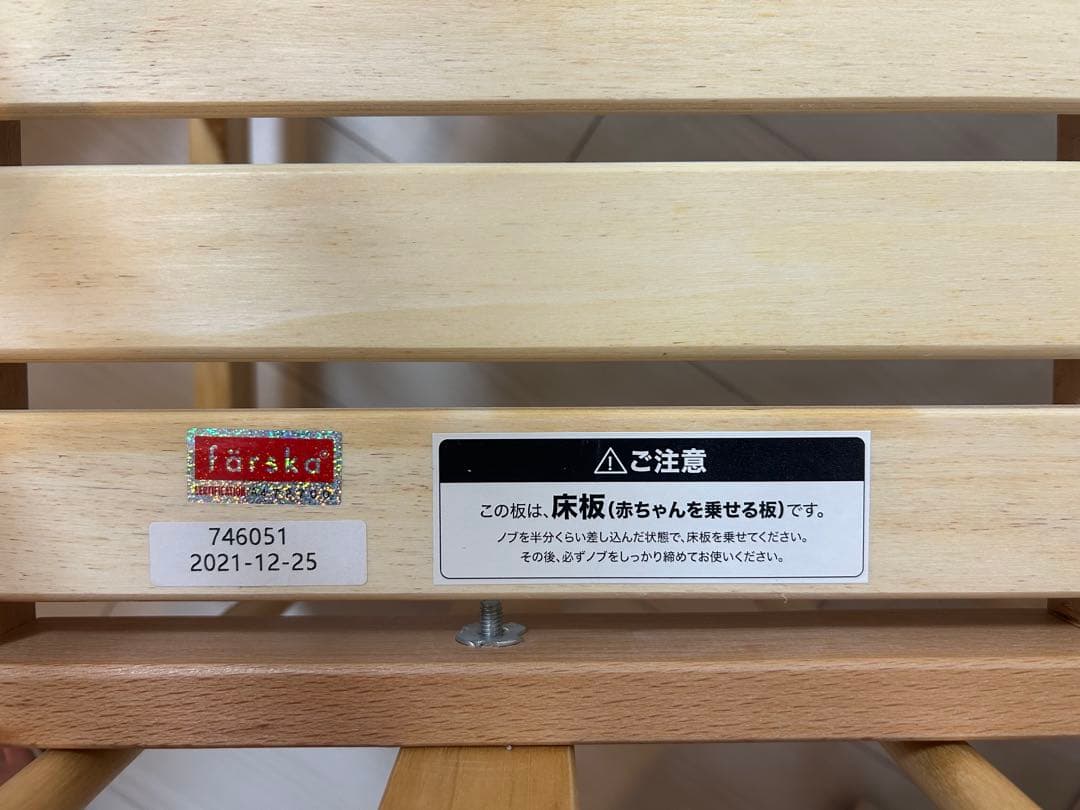 färska
CERTIFICATION
746051
2021-12-25
⚠ご注意
この板は、床板(赤ちゃんを乗せる板)です。
ノブを半分くらい差し込んだ状態で、床板を乗せてください。
その後、必ずノブをしっかり締めてお使いください。